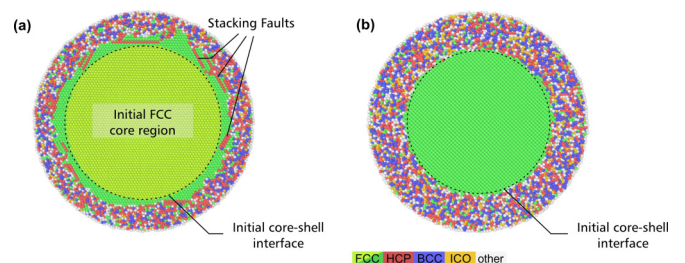 (a)
Stacking Faults
Initial FCC
core region
Initial core-shell
interface
(b)
Initial core-shell
interface
FCC HCP BCC ICO other